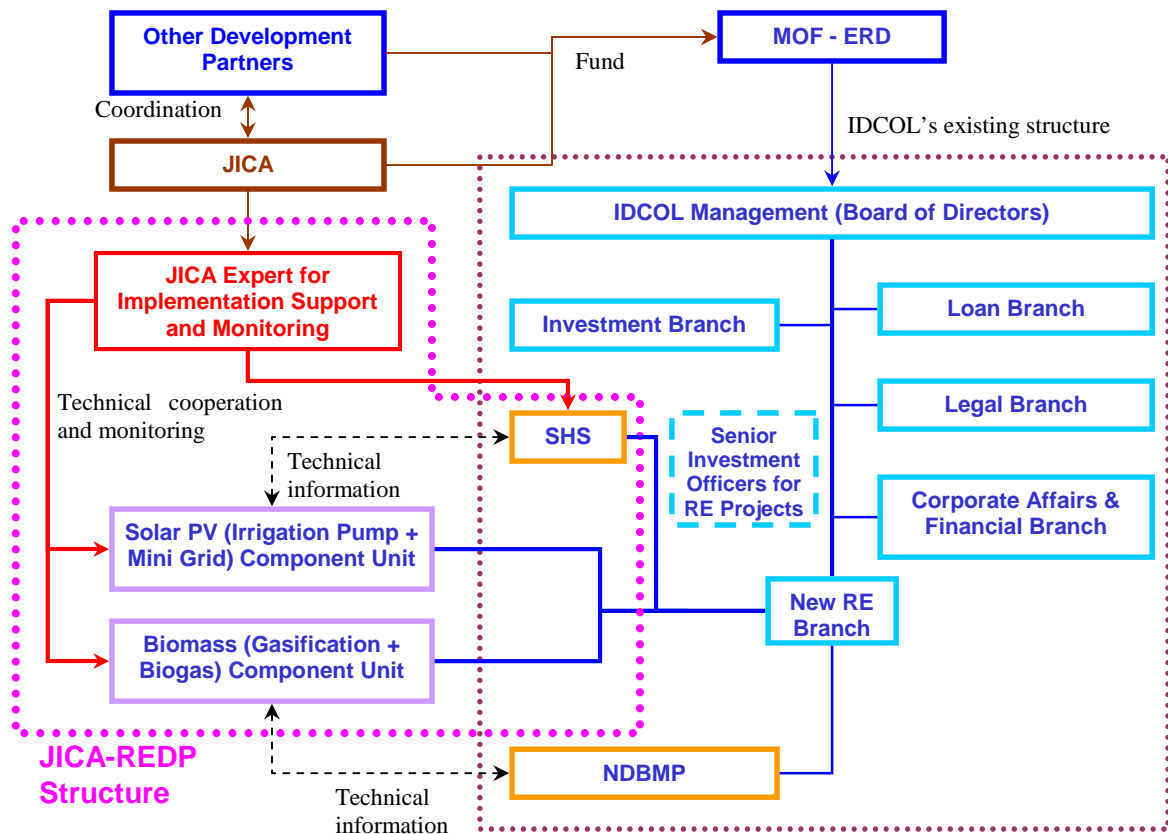 Other Development
Partners
MOF - ERD
Fund
Coordination
IDCOL’s existing structure
JICA
IDCOL Management (Board of Directors)
JICA Expert for
Implementation Support
and Monitoring
Investment Branch
Loan Branch
Technical cooperation
and monitoring
Legal Branch
SHS
Senior
Investment
Officers for
RE Projects
Technical
information
Corporate Affairs &
Financial Branch
Solar PV (Irrigation Pump +
Mini Grid) Component Unit
New RE
Branch
Biomass (Gasification +
Biogas) Component Unit
JICA-REDP
Structure
NDBMP
Technical
information